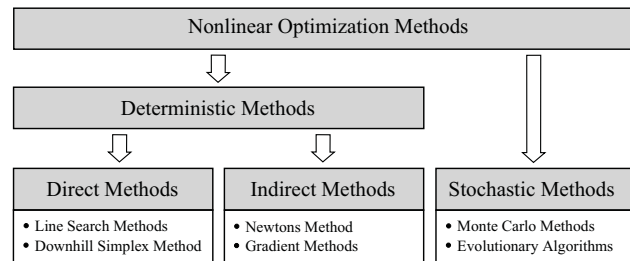 Nonlinear Optimization Methods
Deterministic Methods
Direct Methods
• Line Search Methods
• Downhill Simplex Method
Indirect Methods
• Newtons Method
• Gradient Methods
Stochastic Methods
• Monte Carlo Methods
• Evolutionary Algorithms